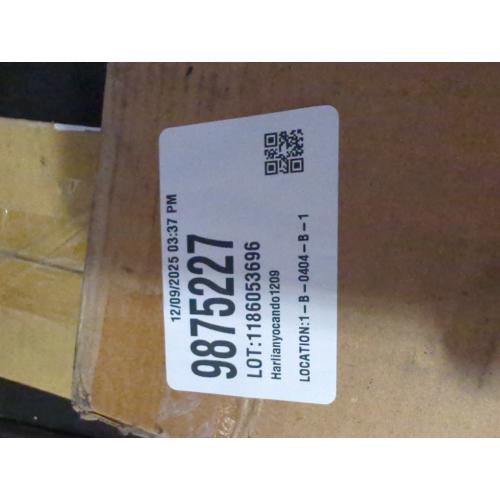 12/09/2025 03:37 PM
9875227
LOT:1186053696
Harlianyocando1209
LOCATION:1-B-0404-B-1